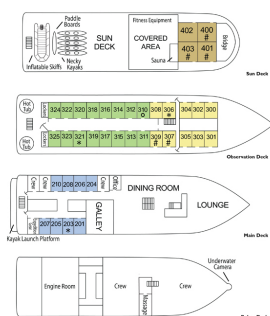 Paddle
Boards
Fitness Equipment
SUN
DECK
COVERED
AREA
402 400
#
403 401
# #
Bridge
Sauna
Inflatable Skiffs
Necky
Kayaks
Sun Deck
Hot
Tub
Lockers
324 322 320 318 316 314 312 310 308 306 304 302 300
Hot
Tub
Lockers
325 323 321 319 317 315 313 311 309 307 305 303 301
* # #
Observation Deck
Crew
Crew
210 208 206 204
Crew
Office
DINING ROOM
LOUNGE
GALLEY
207 205 203 201
*
Kayak Launch Platform
Main Deck
Underwater
Camera
Engine Room
Crew
Crew
Massage